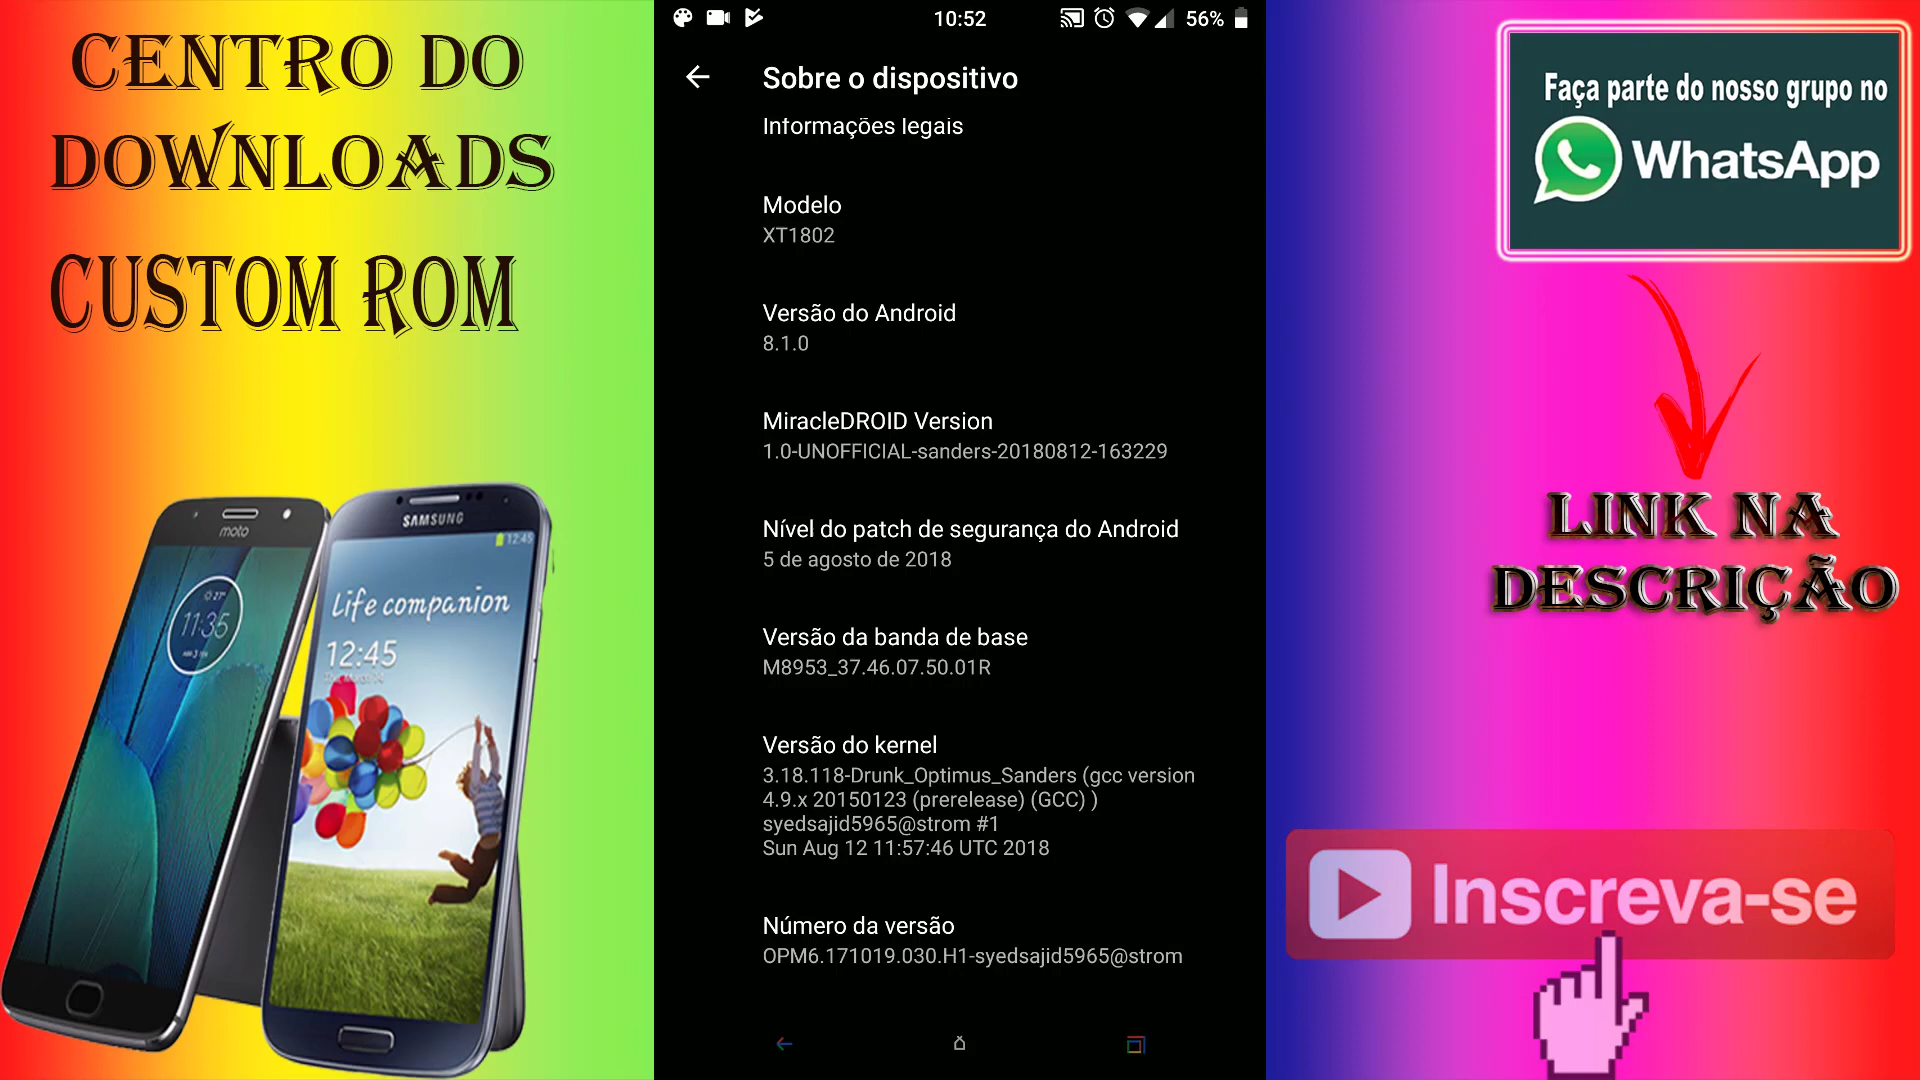 CENTRO DO
DOWNLOADS
CUSTOM ROM
moto
27°
11:35
SAMSUNG
12:45
Life companion
12:45
10:52
56%
Sobre o dispositivo
Informações legais
Modelo
XT1802
Versão do Android
8.1.0
MiracleDROID Version
1.0-UNOFFICIAL-sanders-20180812-163229
Nível do patch de segurança do Android
5 de agosto de 2018
Versão da banda de base
M8953_37.46.07.50.01R
Versão do kernel
3.18.118-Drunk_Optimus_Sanders (gcc version
4.9.x 20150123 (prerelease) (GCC) )
syedsajid5965@strom #1
Sun Aug 12 11:57:46 UTC 2018
Número da versão
OPM6.171019.030.H1-syedsajid5965@strom
Faça parte do nosso grupo no
WhatsApp
LINK NA
DESCRIÇÃO
Inscreva-se